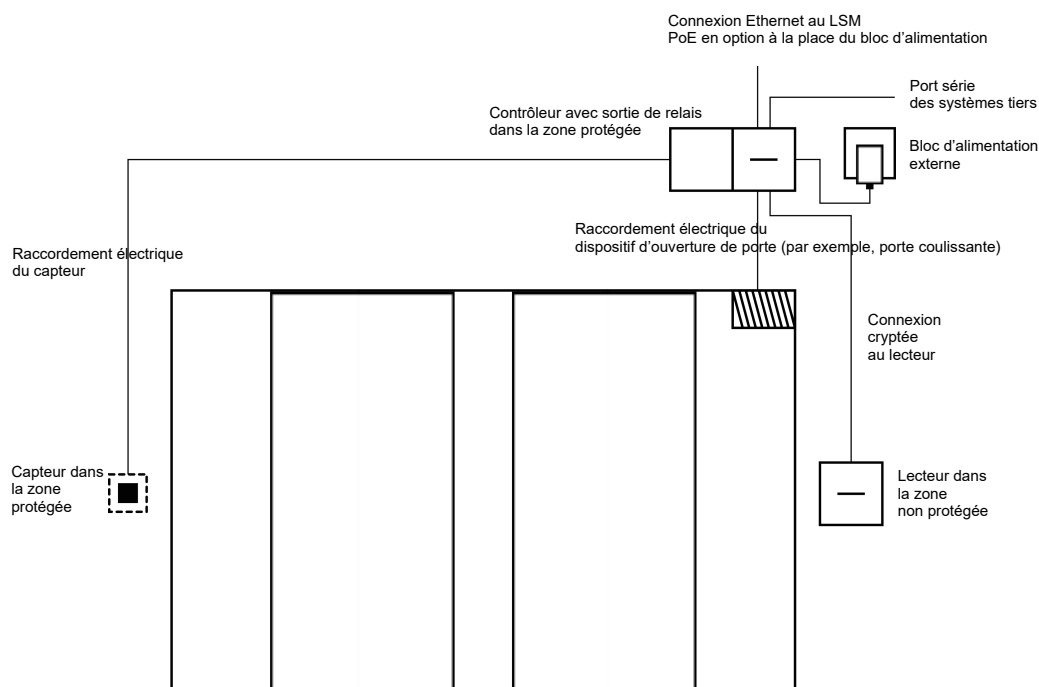 Connexion Ethernet au LSM
PoE en option à la place du bloc d’alimentation
Port série
des systèmes tiers
Contrôleur avec sortie de relais
dans la zone protégée
Bloc d’alimentation
externe
Raccordement électrique du
dispositif d’ouverture de porte (par exemple, porte coulissante)
Raccordement électrique
du capteur
Connexion
cryptée
au lecteur
Capteur dans
la zone
protégée
Lecteur dans
la zone
non protégée